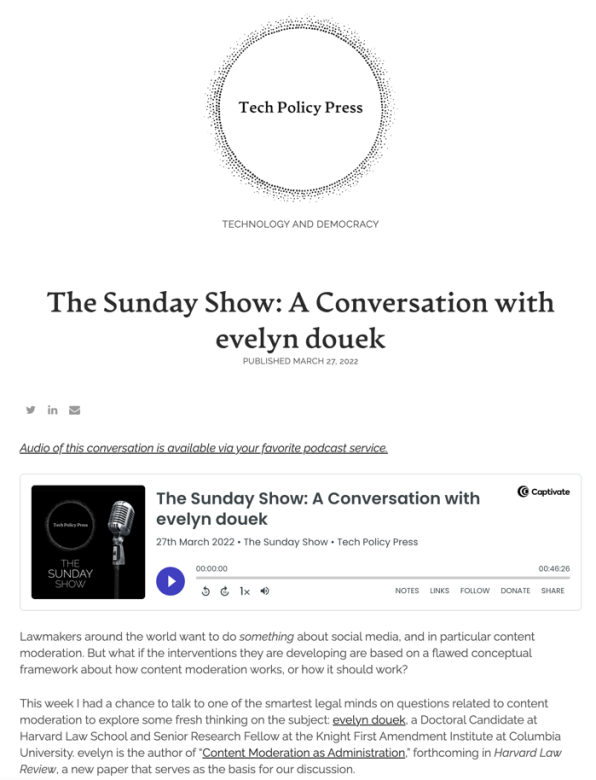 Tech Policy Press
TECHNOLOGY AND DEMOCRACY
The Sunday Show: A Conversation with
evelyn douek
PUBLISHED MARCH 27, 2022
Audio of this conversation is available via your favorite podcast service.
Tech Policy Press
THE
SUNDAY
SHOW
The Sunday Show: A Conversation with
evelyn douek
Captivate
27th March 2022 • The Sunday Show • Tech Policy Press
00:00:00
00:46:26
1x
NOTES LINKS FOLLOW DONATE SHARE
Lawmakers around the world want to do something about social media, and in particular content
moderation. But what if the interventions they are developing are based on a flawed conceptual
framework about how content moderation works, or how it should work?
This week I had a chance to talk to one of the smartest legal minds on questions related to content
moderation to explore some fresh thinking on the subject: evelyn douek, a Doctoral Candidate at
Harvard Law School and Senior Research Fellow at the Knight First Amendment Institute at Columbia
University. evelyn is the author of "Content Moderation as Administration," forthcoming in Harvard Law
Review, a new paper that serves as the basis for our discussion.